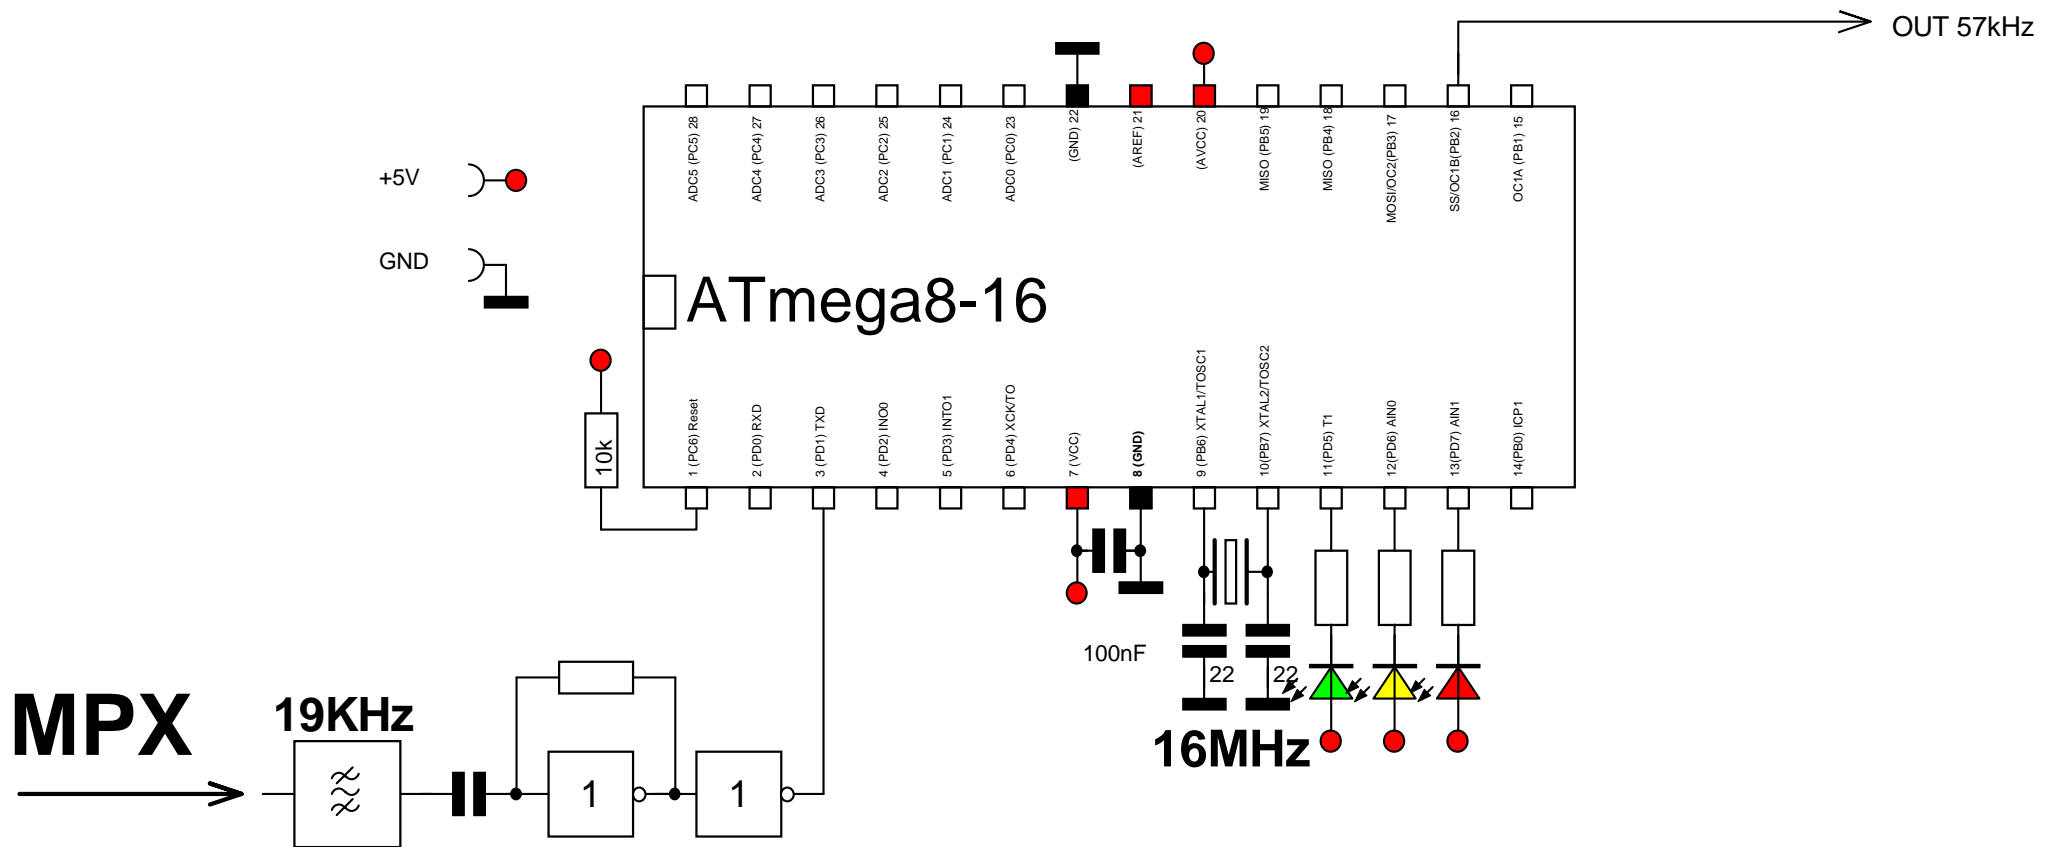 OUT 57kHz
ADC5 (PC5) 28
ADC4 (PC4) 27
ADC3 (PC3) 26
ADC2 (PC2) 25
ADC1 (PC1) 24
ADC0 (PC0) 23
(GND) 22
(AREF) 21
(AVCC) 20
MISO (PB5) 19
MISO (PB4) 18
MOSI/OC2(PB3) 17
SS/OC1B(PB2) 16
OC1A (PB1) 15
+5V
GND
ATmega8-16
10k
1 (PC6) Reset
2 (PD0) RXD
3 (PD1) TXD
4 (PD2) INO0
5 (PD3) INTO1
6 (PD4) XCK/TO
7 (VCC)
8 (GND)
9 (PB6) XTAL1/TOSC1
10(PB7) XTAL2/TOSC2
11(PD5) T1
12(PD6) AIN0
13(PD7) AIN1
14(PB0) ICP1
100nF
22
22
16MHz
MPX
19KHz
1
1